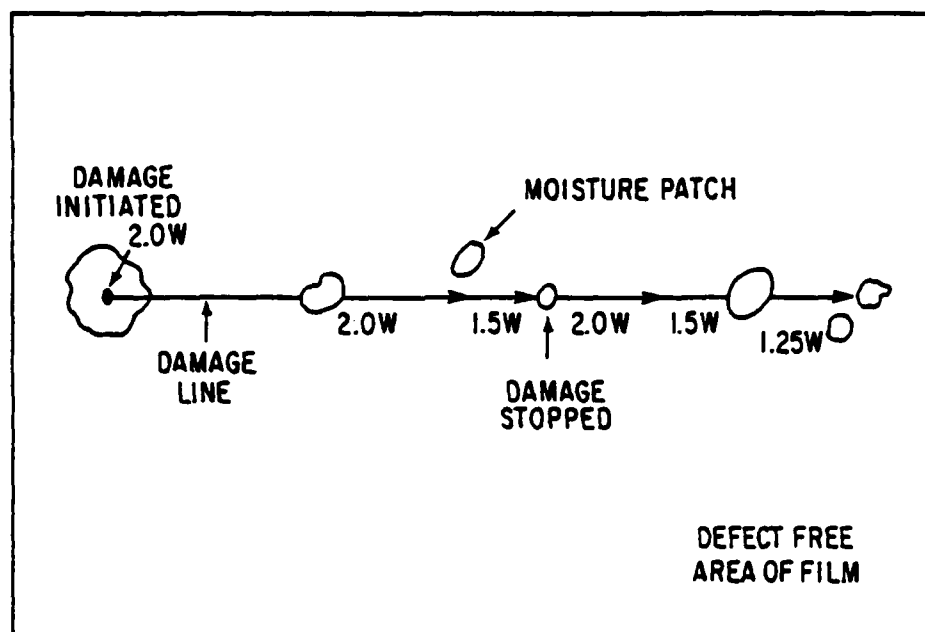 DAMAGE
INITIATED
2.0W
MOISTURE PATCH
2.0W
1.5W
2.0W
1.5W
1.25W
DAMAGE
LINE
DAMAGE
STOPPED
DEFECT FREE
AREA OF FILM